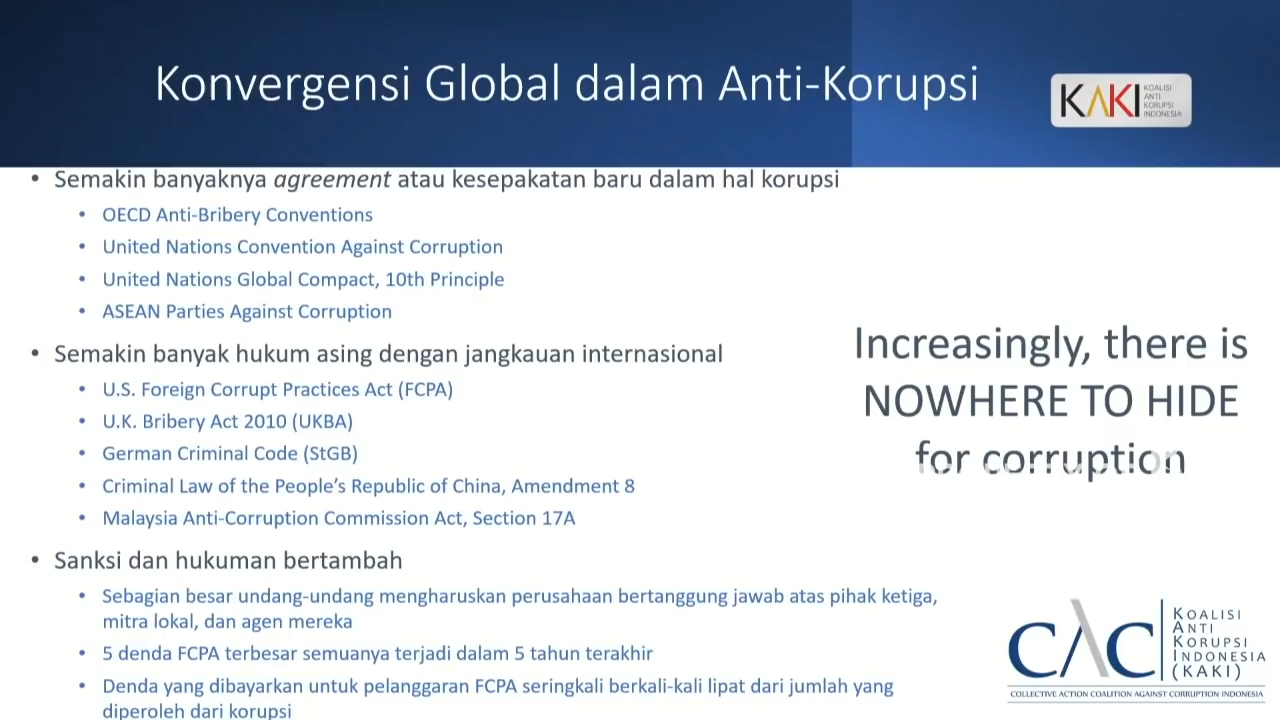 Konvergensi Global dalam Anti-Korupsi
KAKI
KOALISI
ANTI
KORUPSI
INDONESIA
• Semakin banyaknya agreement atau kesepakatan baru dalam hal korupsi
• OECD Anti-Bribery Conventions
• United Nations Convention Against Corruption
• United Nations Global Compact, 10th Principle
• ASEAN Parties Against Corruption
• Semakin banyak hukum asing dengan jangkauan internasional
• U.S. Foreign Corrupt Practices Act (FCPA)
• U.K. Bribery Act 2010 (UKBA)
• German Criminal Code (StGB)
• Criminal Law of the People’s Republic of China, Amendment 8
• Malaysia Anti-Corruption Commission Act, Section 17A
• Sanksi dan hukuman bertambah
• Sebagian besar undang-undang mengharuskan perusahaan bertanggung jawab atas pihak ketiga,
mitra lokal, dan agen mereka
• 5 denda FCPA terbesar semuanya terjadi dalam 5 tahun terakhir
• Denda yang dibayarkan untuk pelanggaran FCPA seringkali berkali-kali lipat dari jumlah yang
diperoleh dari korupsi
Increasingly, there is
NOWHERE TO HIDE
for corruption
CAC
KOALISI
ANTI
KORUPSI
INDONESIA
(KAKI)
COLLECTIVE ACTION COALITION AGAINST CORRUPTION INDONESIA